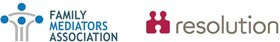 FAMILY
MEDIATORS
ASSOCIATION
resolution